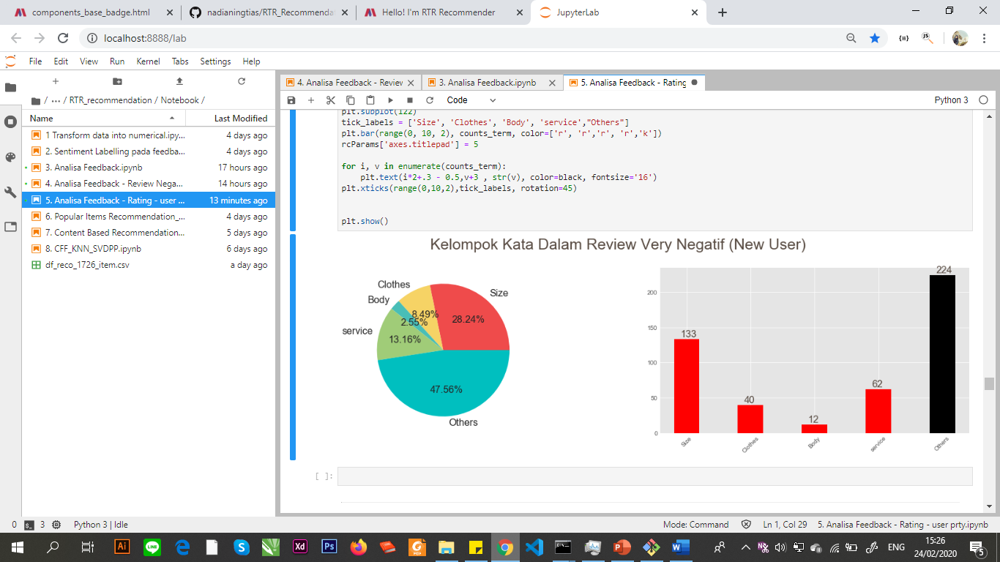 components_base_badge.html
nadianingtias/RTR_Recommendat
Hello! I'm RTR Recommender
JupyterLab
localhost:8888/lab
File Edit View Run Kernel Tabs Settings Help
4. Analisa Feedback - Review
3. Analisa Feedback.ipynb
5. Analisa Feedback - Rating
/ ... / RTR_recommendation / Notebook /
Code
Python 3
Name Last Modified
1 Transform data into numerical.ipy... 4 days ago
2. Sentiment Labelling pada feedba... 4 days ago
3. Analisa Feedback.ipynb 17 hours ago
4. Analisa Feedback - Review Nega... 14 hours ago
5. Analisa Feedback - Rating - user ... 13 minutes ago
6. Popular Items Recommendation_... 4 days ago
7. Content Based Recommendation... 5 days ago
8. CFF_KNN_SVDPP.ipynb 6 days ago
df_reco_1726_item.csv a day ago
plt.subplot(122)
tick_labels = ['Size', 'Clothes', 'Body', 'service',"Others"]
plt.bar(range(0, 10, 2), counts_term, color=['r', 'r','r', 'r','k'])
rcParams['axes.titlepad'] = 5
for i, v in enumerate(counts_term):
plt.text(i*2+.3 - 0.5,v+3 , str(v), color=black, fontsize='16')
plt.xticks(range(0,10,2),tick_labels, rotation=45)
plt.show()
Kelompok Kata Dalam Review Very Negatif (New User)
Clothes
Body
service
Size
Others
8.49%
2.55%
13.16%
28.24%
47.56%
200
150
100
50
0
133
40
12
62
224
Size
Clothes
Body
service
Others
[ ]:
0 3 Python 3 | Idle
Mode: Command Ln 1, Col 29 5. Analisa Feedback - Rating - user prty.ipynb
ENG
15:26
24/02/2020
5